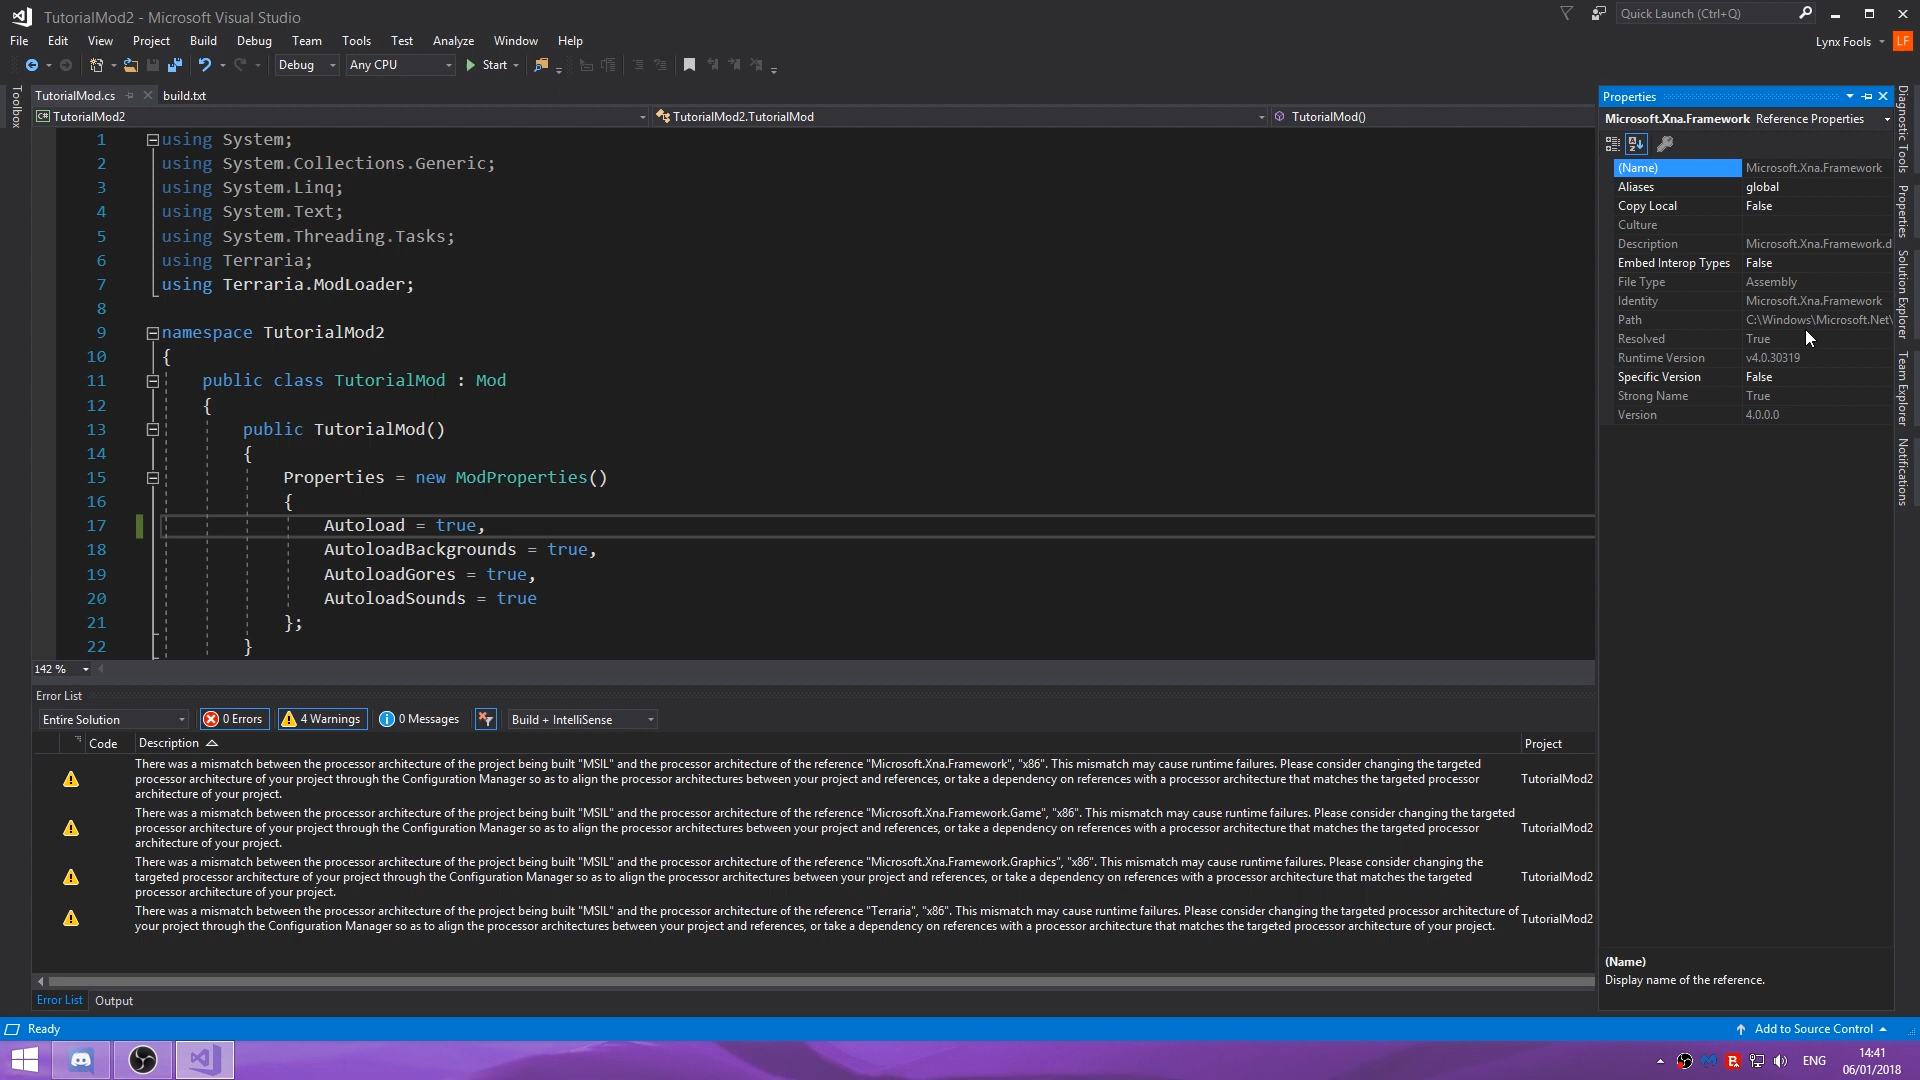 TutorialMod2 - Microsoft Visual Studio
Quick Launch (Ctrl+Q)
File Edit View Project Build Debug Team Tools Test Analyze Window Help
Lynx Fools LF
Debug Any CPU Start
Toolbox
TutorialMod.cs build.txt
C# TutorialMod2 TutorialMod2.TutorialMod TutorialMod()
1 using System;
2 using System.Collections.Generic;
3 using System.Linq;
4 using System.Text;
5 using System.Threading.Tasks;
6 using Terraria;
7 using Terraria.ModLoader;
8
9 namespace TutorialMod2
10 {
11 public class TutorialMod : Mod
12 {
13 public TutorialMod()
14 {
15 Properties = new ModProperties()
16 {
17 Autoload = true,
18 AutoloadBackgrounds = true,
19 AutoloadGores = true,
20 AutoloadSounds = true
21 };
22 }
142 %
Error List
Entire Solution 0 Errors 4 Warnings 0 Messages Build + IntelliSense
Code Description Project
There was a mismatch between the processor architecture of the project being built "MSIL" and the processor architecture of the reference "Microsoft.Xna.Framework", "x86". This mismatch may cause runtime failures. Please consider changing the targeted
processor architecture of your project through the Configuration Manager so as to align the processor architectures between your project and references, or take a dependency on references with a processor architecture that matches the targeted processor TutorialMod2
architecture of your project.
There was a mismatch between the processor architecture of the project being built "MSIL" and the processor architecture of the reference "Microsoft.Xna.Framework.Game", "x86". This mismatch may cause runtime failures. Please consider changing the targeted
processor architecture of your project through the Configuration Manager so as to align the processor architectures between your project and references, or take a dependency on references with a processor architecture that matches the targeted processor TutorialMod2
architecture of your project.
There was a mismatch between the processor architecture of the project being built "MSIL" and the processor architecture of the reference "Microsoft.Xna.Framework.Graphics", "x86". This mismatch may cause runtime failures. Please consider changing the
targeted processor architecture of your project through the Configuration Manager so as to align the processor architectures between your project and references, or take a dependency on references with a processor architecture that matches the targeted TutorialMod2
processor architecture of your project.
There was a mismatch between the processor architecture of the project being built "MSIL" and the processor architecture of the reference "Terraria", "x86". This mismatch may cause runtime failures. Please consider changing the targeted processor architecture of
your project through the Configuration Manager so as to align the processor architectures between your project and references, or take a dependency on references with a processor architecture that matches the targeted processor architecture of your project. TutorialMod2
Error List Output
Properties
Microsoft.Xna.Framework Reference Properties
(Name) Microsoft.Xna.Framework
Aliases global
Copy Local False
Culture
Description Microsoft.Xna.Framework.d
Embed Interop Types False
File Type Assembly
Identity Microsoft.Xna.Framework
Path C:\Windows\Microsoft.Net\
Resolved True
Runtime Version v4.0.30319
Specific Version False
Strong Name True
Version 4.0.0.0
(Name)
Display name of the reference.
Diagnostic Tools
Properties
Solution Explorer
Team Explorer
Notifications
Ready Add to Source Control
ENG 14:41
06/01/2018